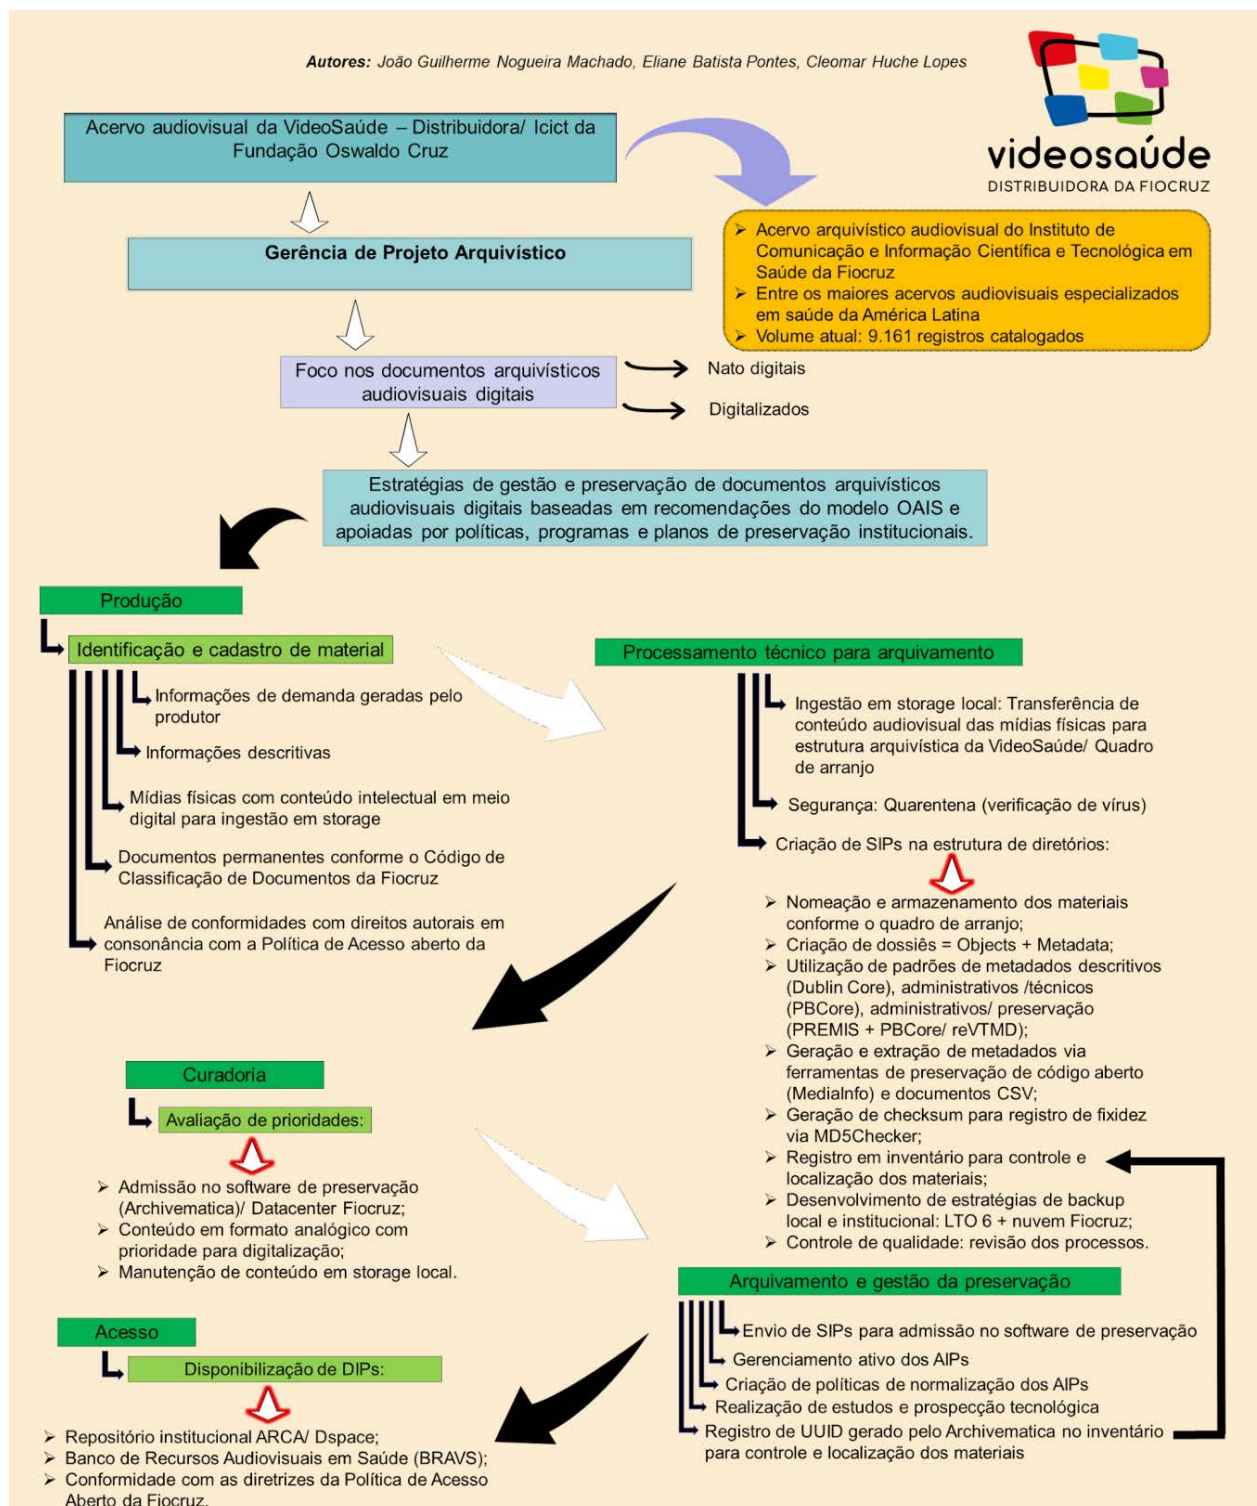 Autores: João Guilherme Nogueira Machado, Eliane Batista Pontes, Cleomar Huche Lopes
videosaúde
DISTRIBUIDORA DA FIOCRUZ
Acervo audiovisual da VideoSaúde – Distribuidora/ Icict da
Fundação Oswaldo Cruz
➢ Acervo arquivístico audiovisual do Instituto de
Comunicação e Informação Científica e Tecnológica em
Saúde da Fiocruz
➢ Entre os maiores acervos audiovisuais especializados
em saúde da América Latina
➢ Volume atual: 9.161 registros catalogados
Gerência de Projeto Arquivístico
Foco nos documentos arquivísticos
audiovisuais digitais
Nato digitais
Digitalizados
Estratégias de gestão e preservação de documentos arquivísticos
audiovisuais digitais baseadas em recomendações do modelo OAIS e
apoiadas por políticas, programas e planos de preservação institucionais.
Produção
Identificação e cadastro de material
Informações de demanda geradas pelo
produtor
Informações descritivas
Mídias físicas com conteúdo intelectual em meio
digital para ingestão em storage
Documentos permanentes conforme o Código de
Classificação de Documentos da Fiocruz
Análise de conformidades com direitos autorais em
consonância com a Política de Acesso aberto da
Fiocruz
Processamento técnico para arquivamento
Ingestão em storage local: Transferência de
conteúdo audiovisual das mídias físicas para
estrutura arquivística da VideoSaúde/ Quadro
de arranjo
Segurança: Quarentena (verificação de vírus)
Criação de SIPs na estrutura de diretórios:
➢ Nomeação e armazenamento dos materiais
conforme o quadro de arranjo;
➢ Criação de dossiês = Objects + Metadata;
➢ Utilização de padrões de metadados descritivos
(Dublin Core), administrativos /técnicos
(PBCore), administrativos/ preservação
(PREMIS + PBCore/ reVTMD);
➢ Geração e extração de metadados via
ferramentas de preservação de código aberto
(MediaInfo) e documentos CSV;
➢ Geração de checksum para registro de fixidez
via MD5Checker;
➢ Registro em inventário para controle e
localização dos materiais;
➢ Desenvolvimento de estratégias de backup
local e institucional: LTO 6 + nuvem Fiocruz;
➢ Controle de qualidade: revisão dos processos.
Curadoria
Avaliação de prioridades:
➢ Admissão no software de preservação
(Archivematica)/ Datacenter Fiocruz;
➢ Conteúdo em formato analógico com
prioridade para digitalização;
➢ Manutenção de conteúdo em storage local.
Arquivamento e gestão da preservação
Envio de SIPs para admissão no software de preservação
Gerenciamento ativo dos AIPs
Criação de políticas de normalização dos AIPs
Realização de estudos e prospecção tecnológica
Registro de UUID gerado pelo Archivematica no inventário
para controle e localização dos materiais
Acesso
Disponibilização de DIPs:
➢ Repositório institucional ARCA/ Dspace;
➢ Banco de Recursos Audiovisuais em Saúde (BRAVS);
➢ Conformidade com as diretrizes da Política de Acesso
Aberto da Fiocruz.